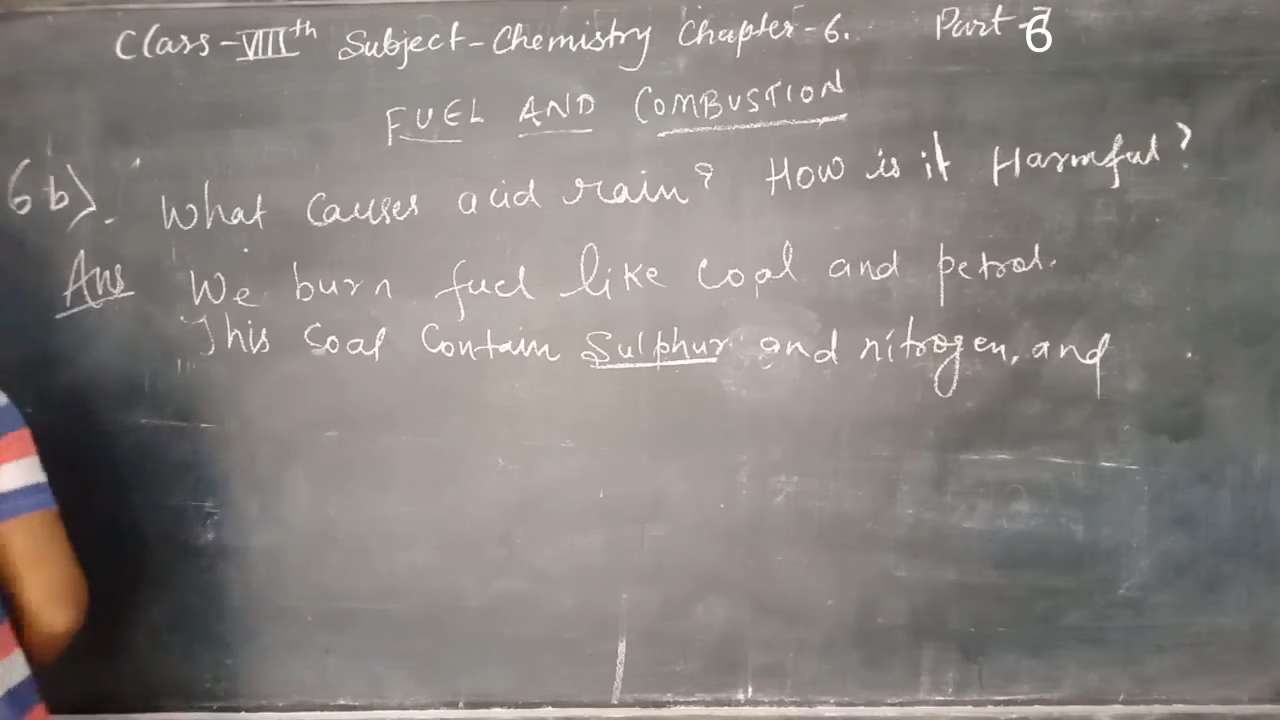 Class-VIIIth Subject-Chemistry Chapter-6. Part-6
FUEL AND COMBUSTION
6b). What causes acid rain? How is it Harmful?
Ans We burn fuel like coal and petrol.
This coal contain Sulphur and nitrogen, and